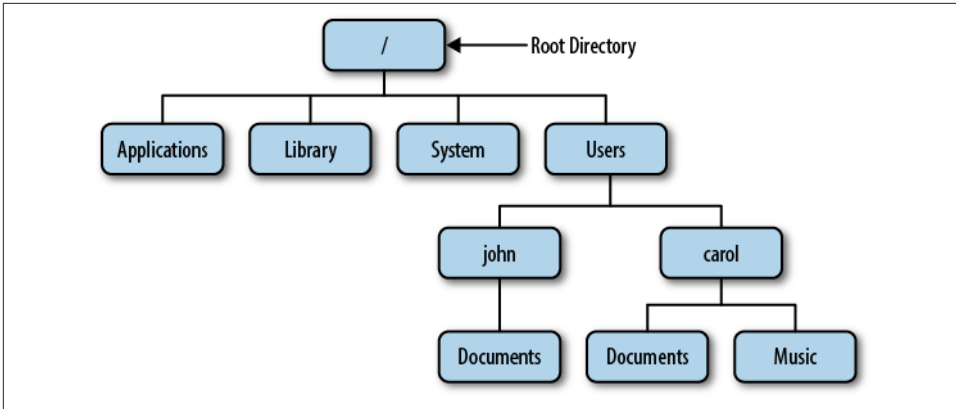 /
Root Directory
Applications
Library
System
Users
john
carol
Documents
Documents
Music